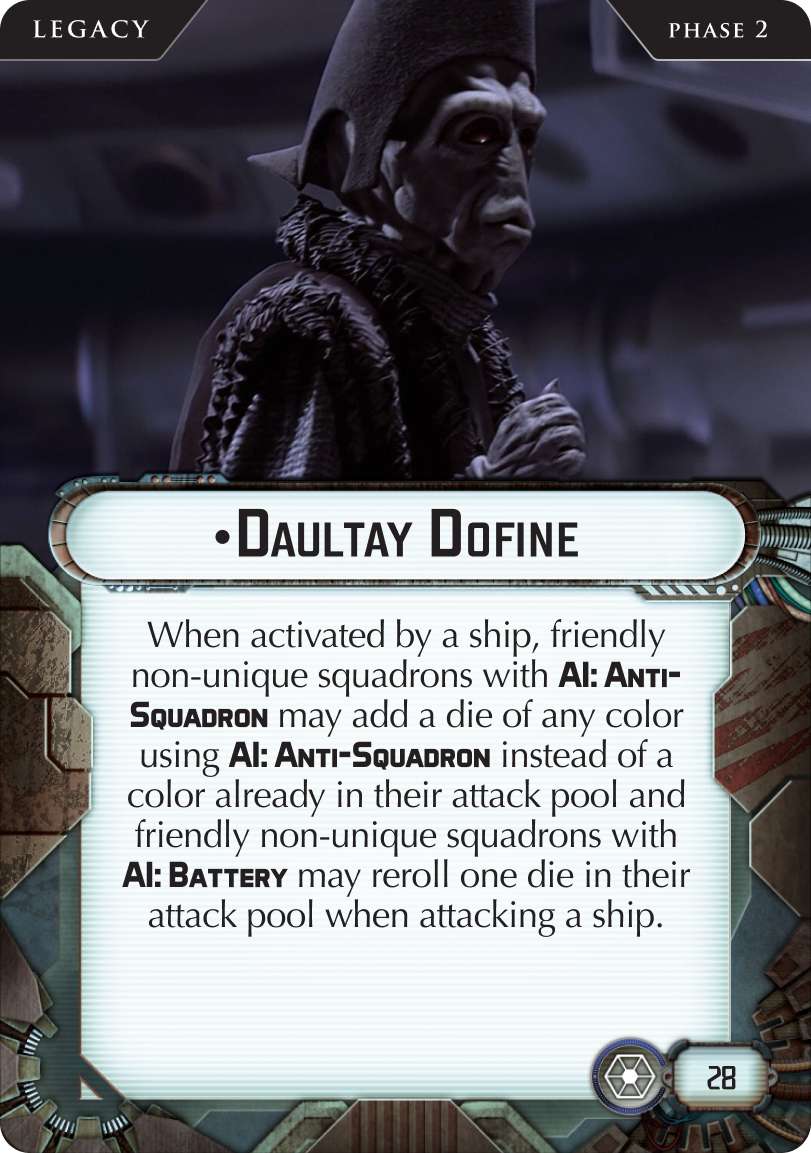 LEGACY
PHASE 2
•Daultay Dofine
When activated by a ship, friendly
non-unique squadrons with AI: Anti-
Squadron may add a die of any color
using AI: Anti-Squadron instead of a
color already in their attack pool and
friendly non-unique squadrons with
AI: Battery may reroll one die in their
attack pool when attacking a ship.
28